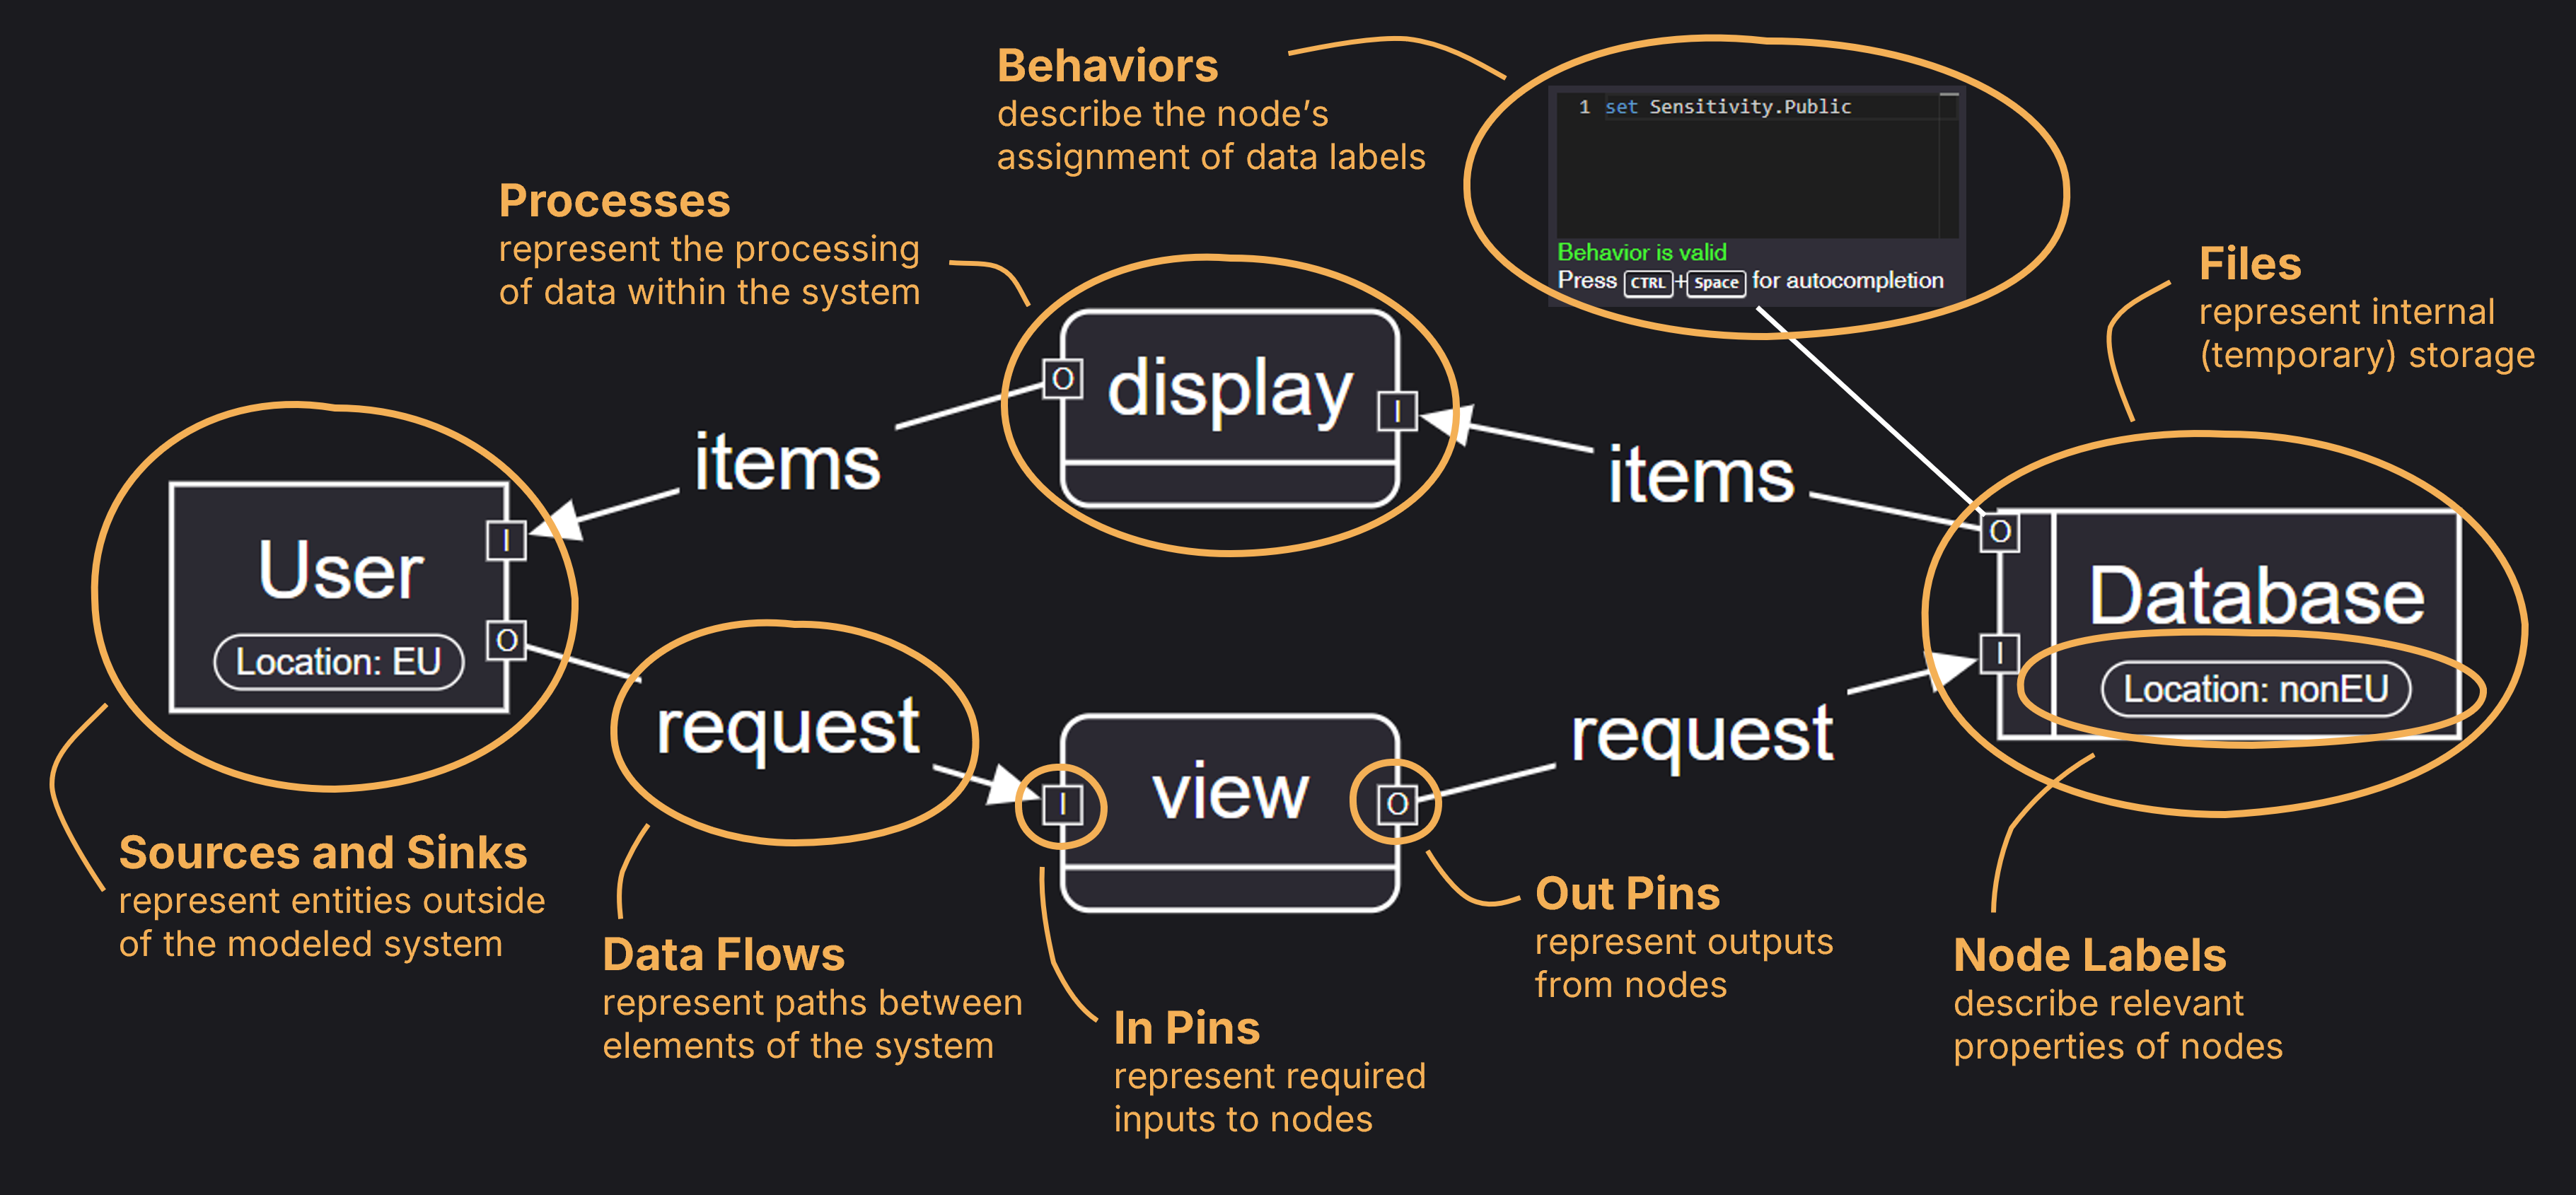 Behaviors
describe the node’s
assignment of data labels
1 set Sensitivity.Public
Behavior is valid
Press CTRL+Space for autocompletion
Processes
represent the processing
of data within the system
Files
represent internal
(temporary) storage
O display I
items
items
User
I
O
Location: EU
O
I
Database
Location: nonEU
request
I view O
request
Sources and Sinks
represent entities outside
of the modeled system
Data Flows
represent paths between
elements of the system
In Pins
represent required
inputs to nodes
Out Pins
represent outputs
from nodes
Node Labels
describe relevant
properties of nodes